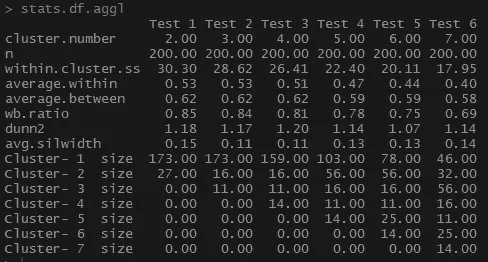 > stats.df.aggl
Test 1 Test 2 Test 3 Test 4 Test 5 Test 6
cluster.number 2.00 3.00 4.00 5.00 6.00 7.00
n 200.00 200.00 200.00 200.00 200.00 200.00
within.cluster.ss 30.30 28.62 26.41 22.40 20.11 17.95
average.within 0.53 0.53 0.51 0.47 0.44 0.40
average.between 0.62 0.62 0.62 0.59 0.59 0.58
wb.ratio 0.85 0.84 0.81 0.78 0.75 0.69
dunn2 1.18 1.17 1.20 1.14 1.07 1.14
avg.silwidth 0.15 0.11 0.11 0.13 0.13 0.14
Cluster- 1 size 173.00 173.00 159.00 103.00 78.00 46.00
Cluster- 2 size 27.00 16.00 16.00 56.00 56.00 32.00
Cluster- 3 size 0.00 11.00 11.00 16.00 16.00 56.00
Cluster- 4 size 0.00 0.00 14.00 11.00 11.00 16.00
Cluster- 5 size 0.00 0.00 0.00 14.00 25.00 11.00
Cluster- 6 size 0.00 0.00 0.00 0.00 14.00 25.00
Cluster- 7 size 0.00 0.00 0.00 0.00 0.00 14.00